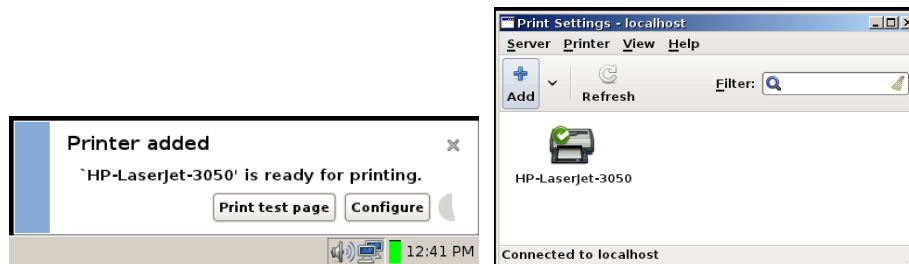 Printer added
`HP-LaserJet-3050' is ready for printing.
Print test page Configure
12:41 PM
Print Settings - localhost
Server Printer View Help
Add Refresh Filter:
HP-LaserJet-3050
Connected to localhost